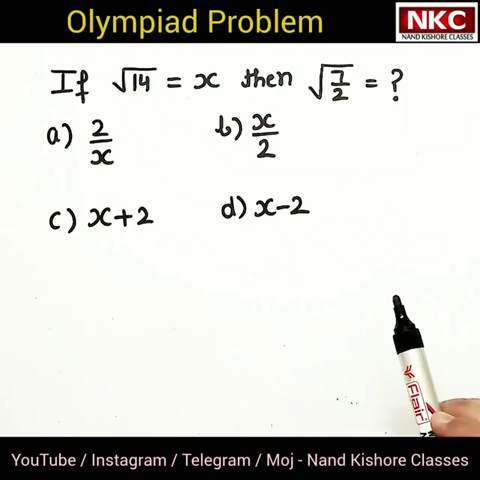 Olympiad Problem
NKC
NAND KISHORE CLASSES
If √14 = x then √7/2 = ?
a) 2/x b) x/2
c) x+2 d) x-2
Flair
YouTube / Instagram / Telegram / Moj - Nand Kishore Classes